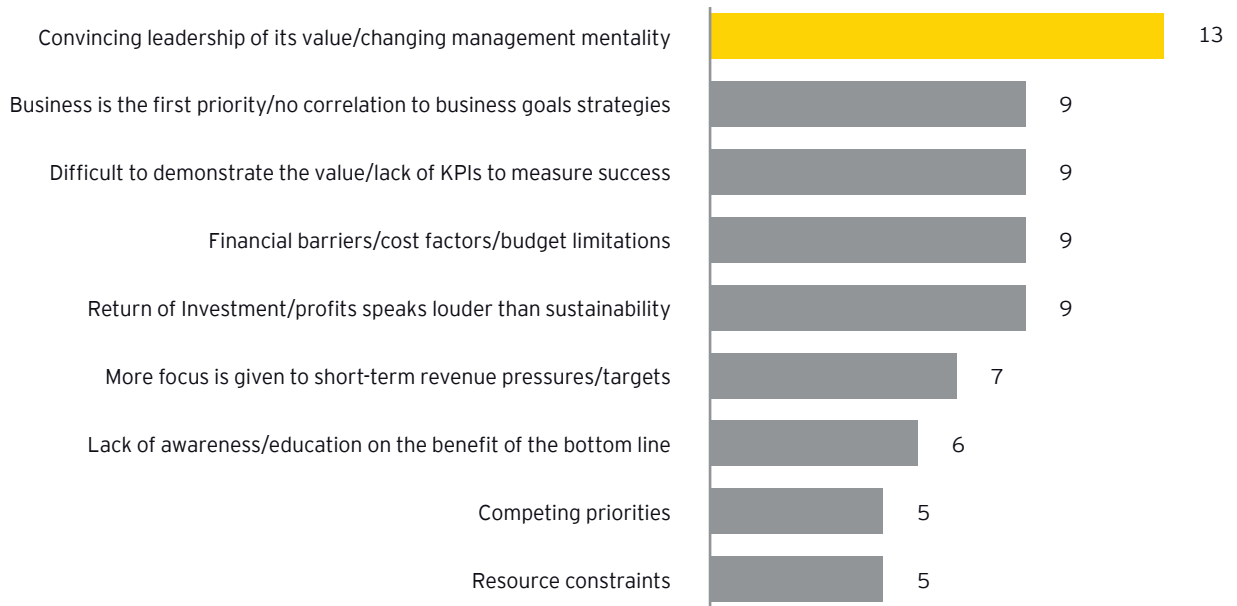 Convincing leadership of its value/changing management mentality 13
Business is the first priority/no correlation to business goals strategies 9
Difficult to demonstrate the value/lack of KPIs to measure success 9
Financial barriers/cost factors/budget limitations 9
Return of Investment/profits speaks louder than sustainability 9
More focus is given to short-term revenue pressures/targets 7
Lack of awareness/education on the benefit of the bottom line 6
Competing priorities 5
Resource constraints 5